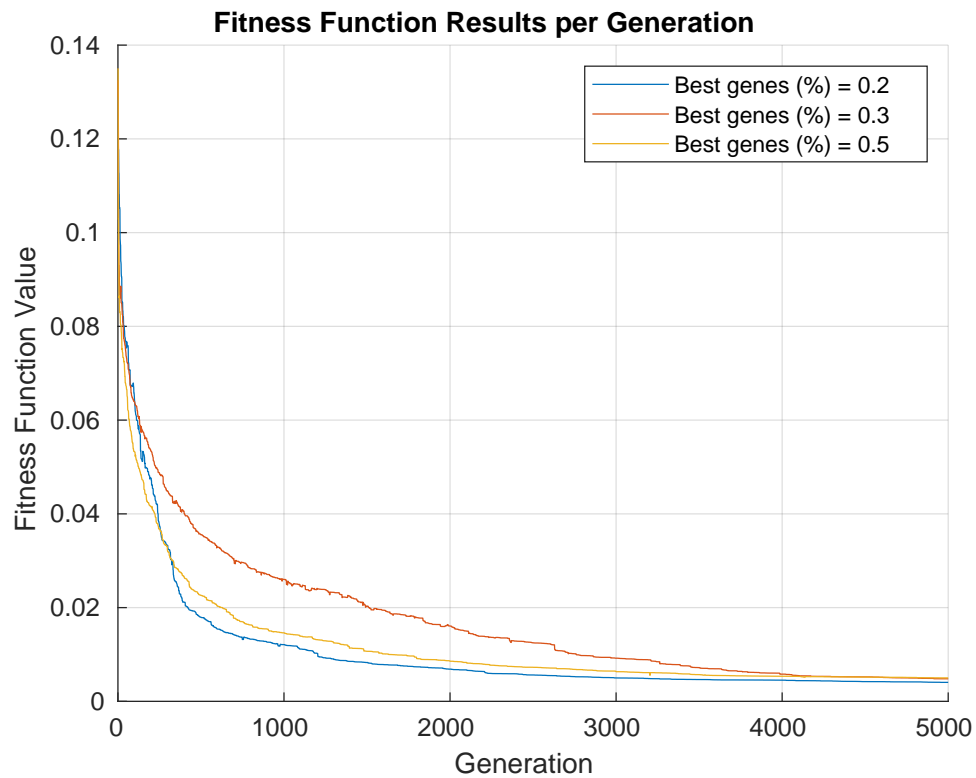 Fitness Function Results per Generation
0.14
0.12
0.1
0.08
0.06
0.04
0.02
0
Fitness Function Value
Best genes (%) = 0.2
Best genes (%) = 0.3
Best genes (%) = 0.5
0 1000 2000 3000 4000 5000
Generation